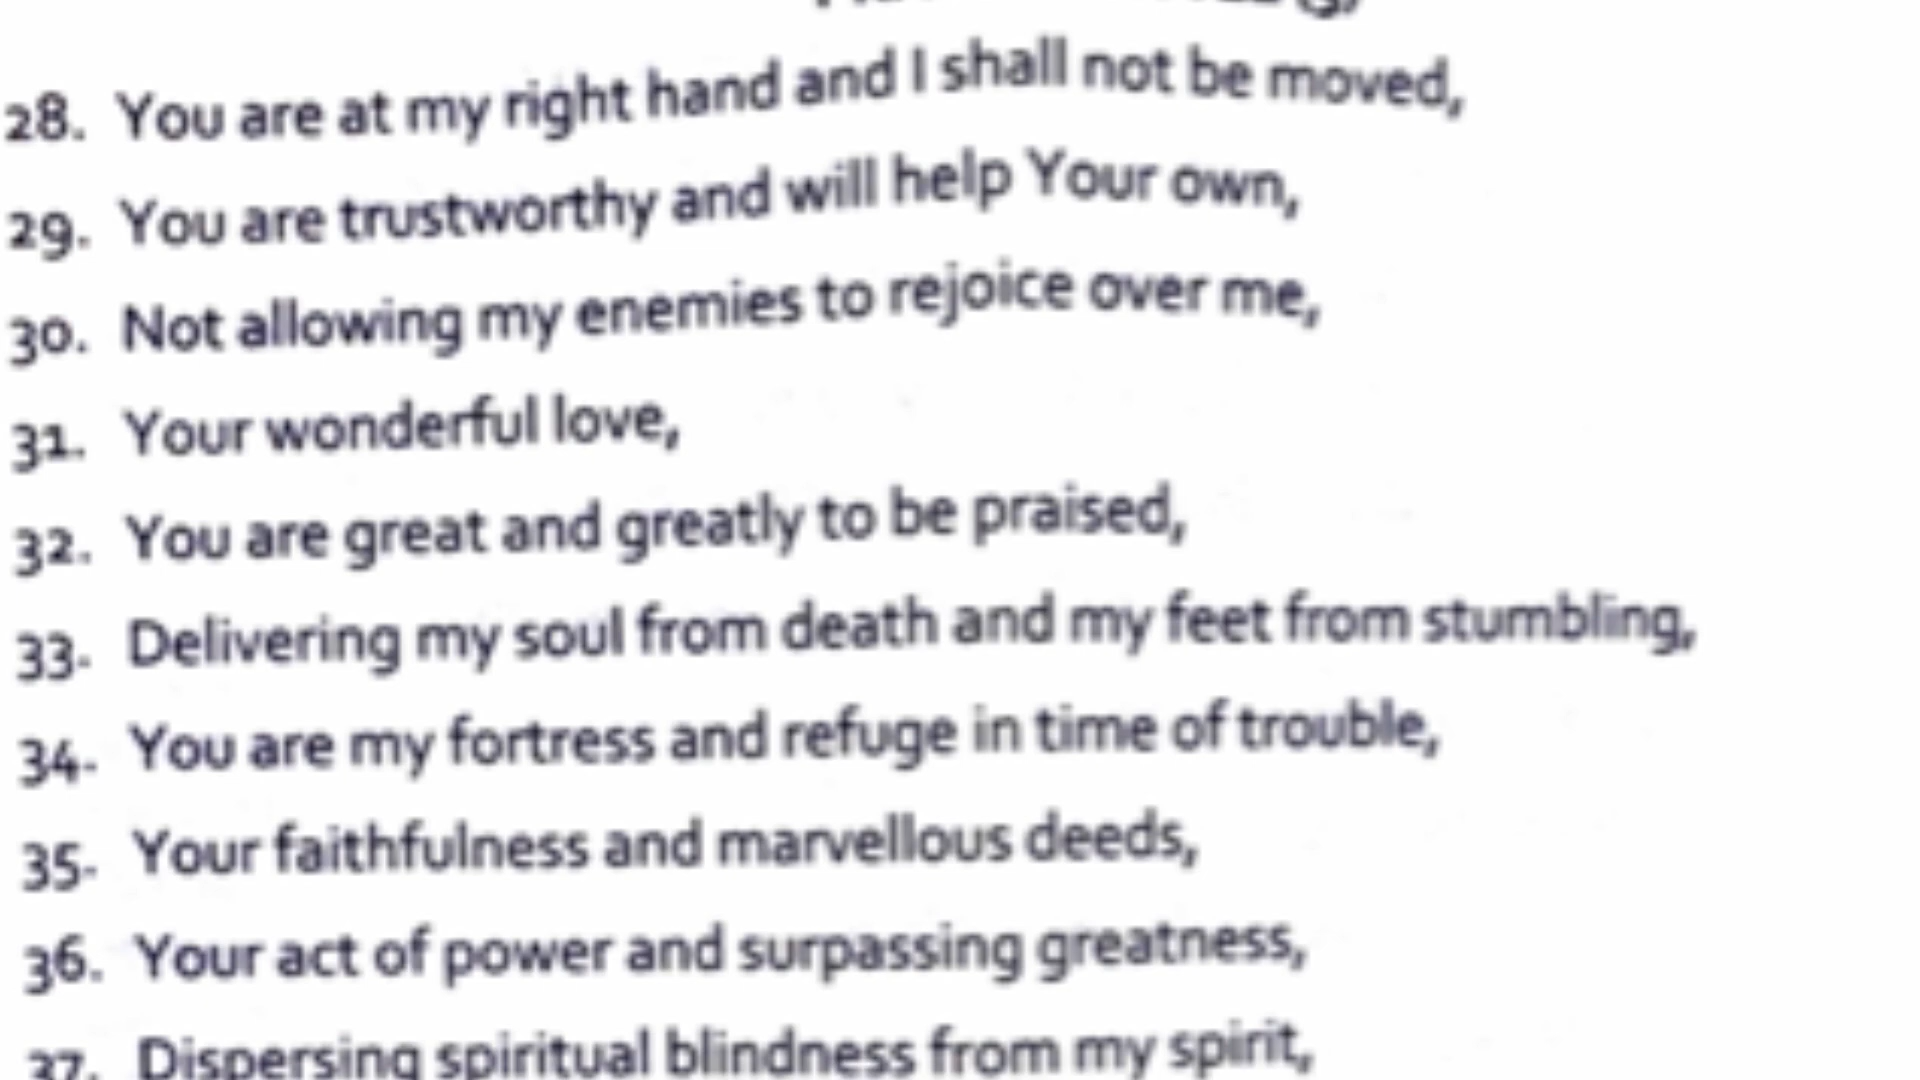 28. You are at my right hand and I shall not be moved,
29. You are trustworthy and will help Your own,
30. Not allowing my enemies to rejoice over me,
31. Your wonderful love,
32. You are great and greatly to be praised,
33. Delivering my soul from death and my feet from stumbling,
34. You are my fortress and refuge in time of trouble,
35. Your faithfulness and marvellous deeds,
36. Your act of power and surpassing greatness,
37. Dispersing spiritual blindness from my spirit,